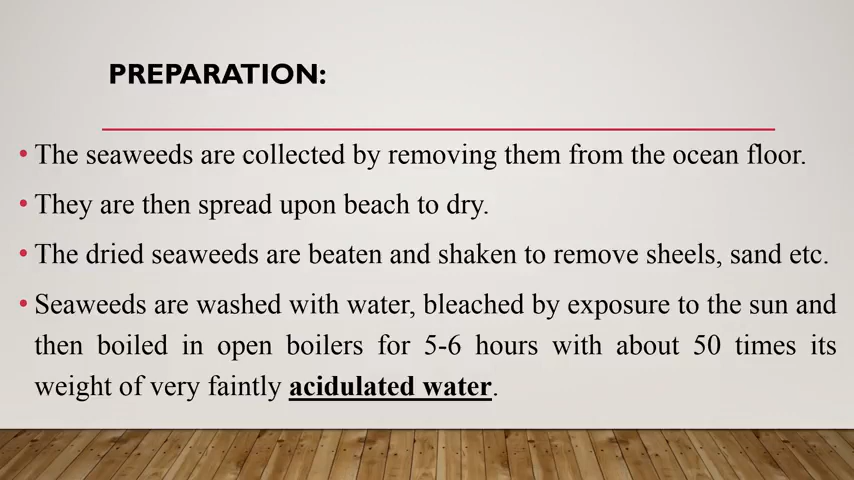 PREPARATION:
• The seaweeds are collected by removing them from the ocean floor.
• They are then spread upon beach to dry.
• The dried seaweeds are beaten and shaken to remove sheels, sand etc.
• Seaweeds are washed with water, bleached by exposure to the sun and
then boiled in open boilers for 5-6 hours with about 50 times its
weight of very faintly acidulated water.